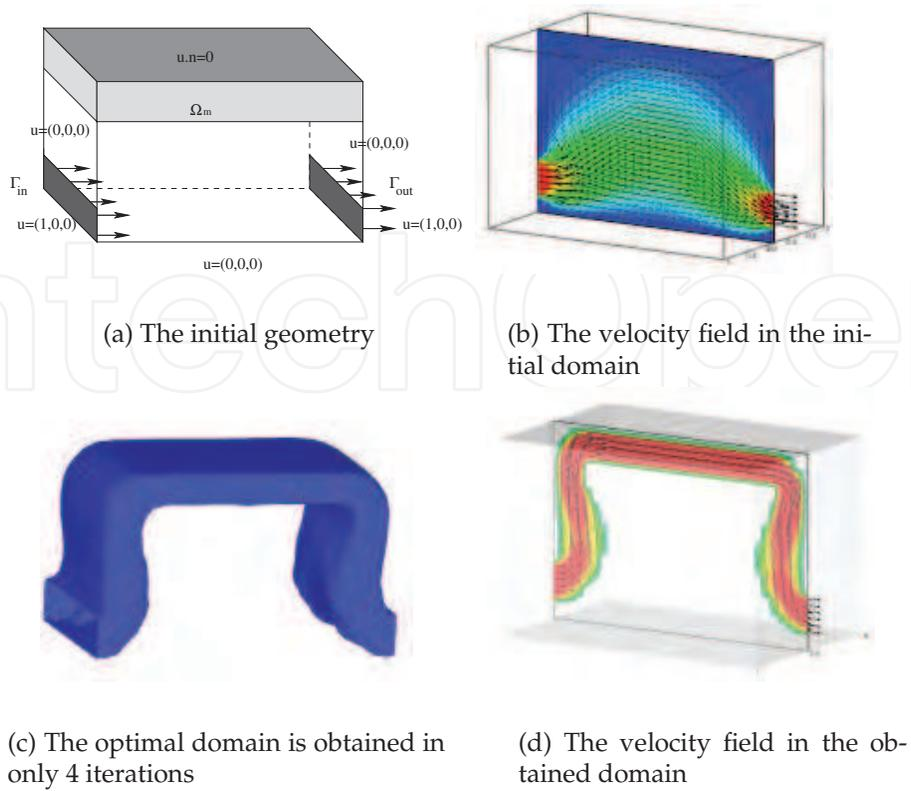 u.n=0
Ωm
u=(0,0,0)
u=(0,0,0)
Γin
Γout
u=(1,0,0)
u=(1,0,0)
u=(0,0,0)
(a) The initial geometry
(b) The velocity field in the ini-
tial domain
ntechOpe
(c) The optimal domain is obtained in
only 4 iterations
(d) The velocity field in the ob-
tained domain